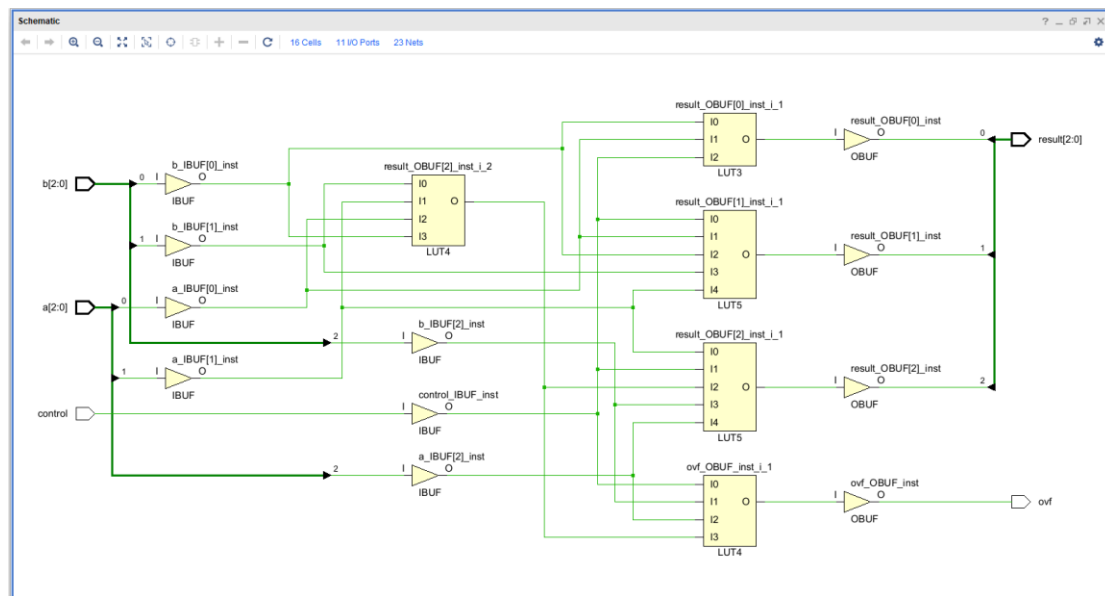 Schematic
16 Cells 11 I/O Ports 23 Nets
result_OBUF[0]_inst_i_1
I0
I1
I2
O
LUT3
result_OBUF[0]_inst
I
O
OBUF
0
result[2:0]
b[2:0]
0
b_IBUF[0]_inst
I
O
IBUF
result_OBUF[2]_inst_i_2
I0
I1
I2
I3
O
LUT4
1
b_IBUF[1]_inst
I
O
IBUF
result_OBUF[1]_inst_i_1
I0
I1
I2
I3
I4
O
LUT5
result_OBUF[1]_inst
I
O
OBUF
1
a[2:0]
0
a_IBUF[0]_inst
I
O
IBUF
2
b_IBUF[2]_inst
I
O
IBUF
1
a_IBUF[1]_inst
I
O
IBUF
result_OBUF[2]_inst_i_1
I0
I1
I2
I3
I4
O
LUT5
result_OBUF[2]_inst
I
O
OBUF
2
control
control_IBUF_inst
I
O
IBUF
2
a_IBUF[2]_inst
I
O
IBUF
ovf_OBUF_inst_i_1
I0
I1
I2
I3
O
LUT4
ovf_OBUF_inst
I
O
OBUF
ovf